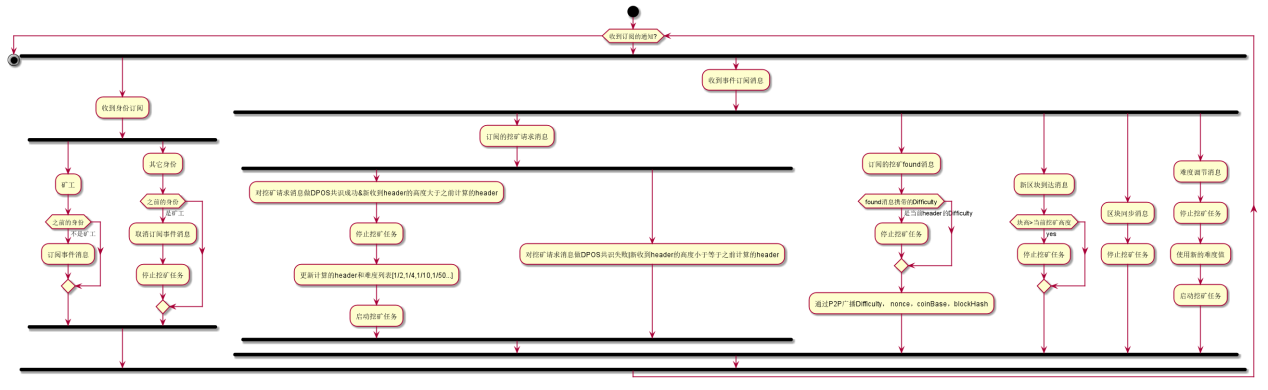 收到订阅的通知?
收到身份订阅
收到事件订阅消息
矿工
之前的身份
不是矿工
订阅事件消息
其它身份
之前的身份
是矿工
取消订阅事件消息
停止挖矿任务
订阅的挖矿请求消息
对挖矿请求消息做DPOS共识成功&新收到header的高度大于之前计算的header
停止挖矿任务
更新计算的header和难度列表[1/2,1/4,1/10,1/50...]
启动挖矿任务
对挖矿请求消息做DPOS共识失败|新收到header的高度小于等于之前计算的header
订阅的挖矿found消息
found消息携带的Difficulty
是当前header的Difficulty
停止挖矿任务
通过P2P广播Difficulty，nonce，coinBase，blockHash
新区块到达消息
块高>当前挖矿高度
yes
停止挖矿任务
区块同步消息
停止挖矿任务
难度调节消息
停止挖矿任务
使用新的难度值
启动挖矿任务